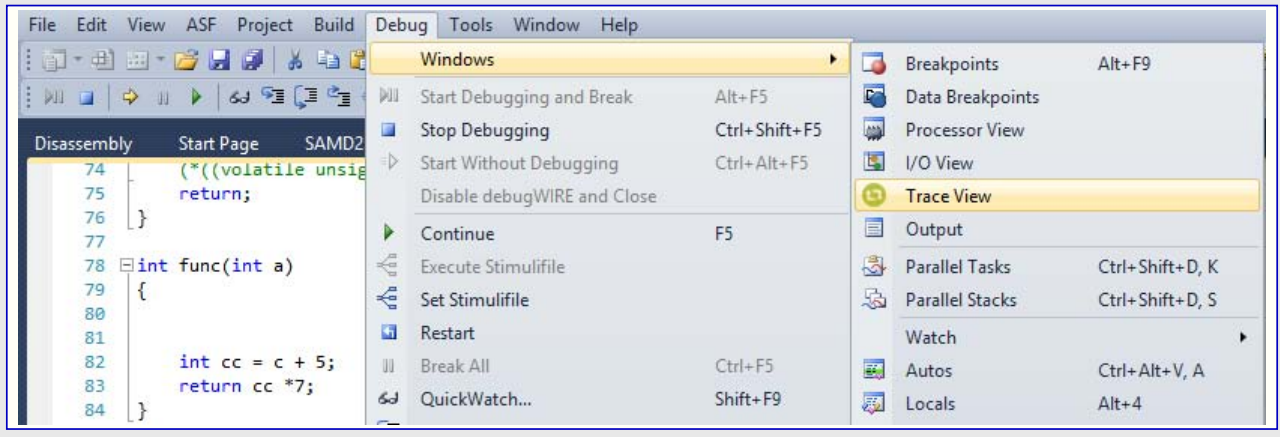 File Edit View ASF Project Build Debug Tools Window Help
Disassembly Start Page SAMD2
74 (*((volatile unsig
75 return;
76 }
77
78 int func(int a)
79 {
80
81
82 int cc = c + 5;
83 return cc *7;
84 }
Windows
Start Debugging and Break Alt+F5
Stop Debugging Ctrl+Shift+F5
Start Without Debugging Ctrl+Alt+F5
Disable debugWIRE and Close
Continue F5
Execute Stimulifile
Set Stimulifile
Restart
Break All Ctrl+F5
QuickWatch... Shift+F9
Breakpoints Alt+F9
Data Breakpoints
Processor View
I/O View
Trace View
Output
Parallel Tasks Ctrl+Shift+D, K
Parallel Stacks Ctrl+Shift+D, S
Watch
Autos Ctrl+Alt+V, A
Locals Alt+4